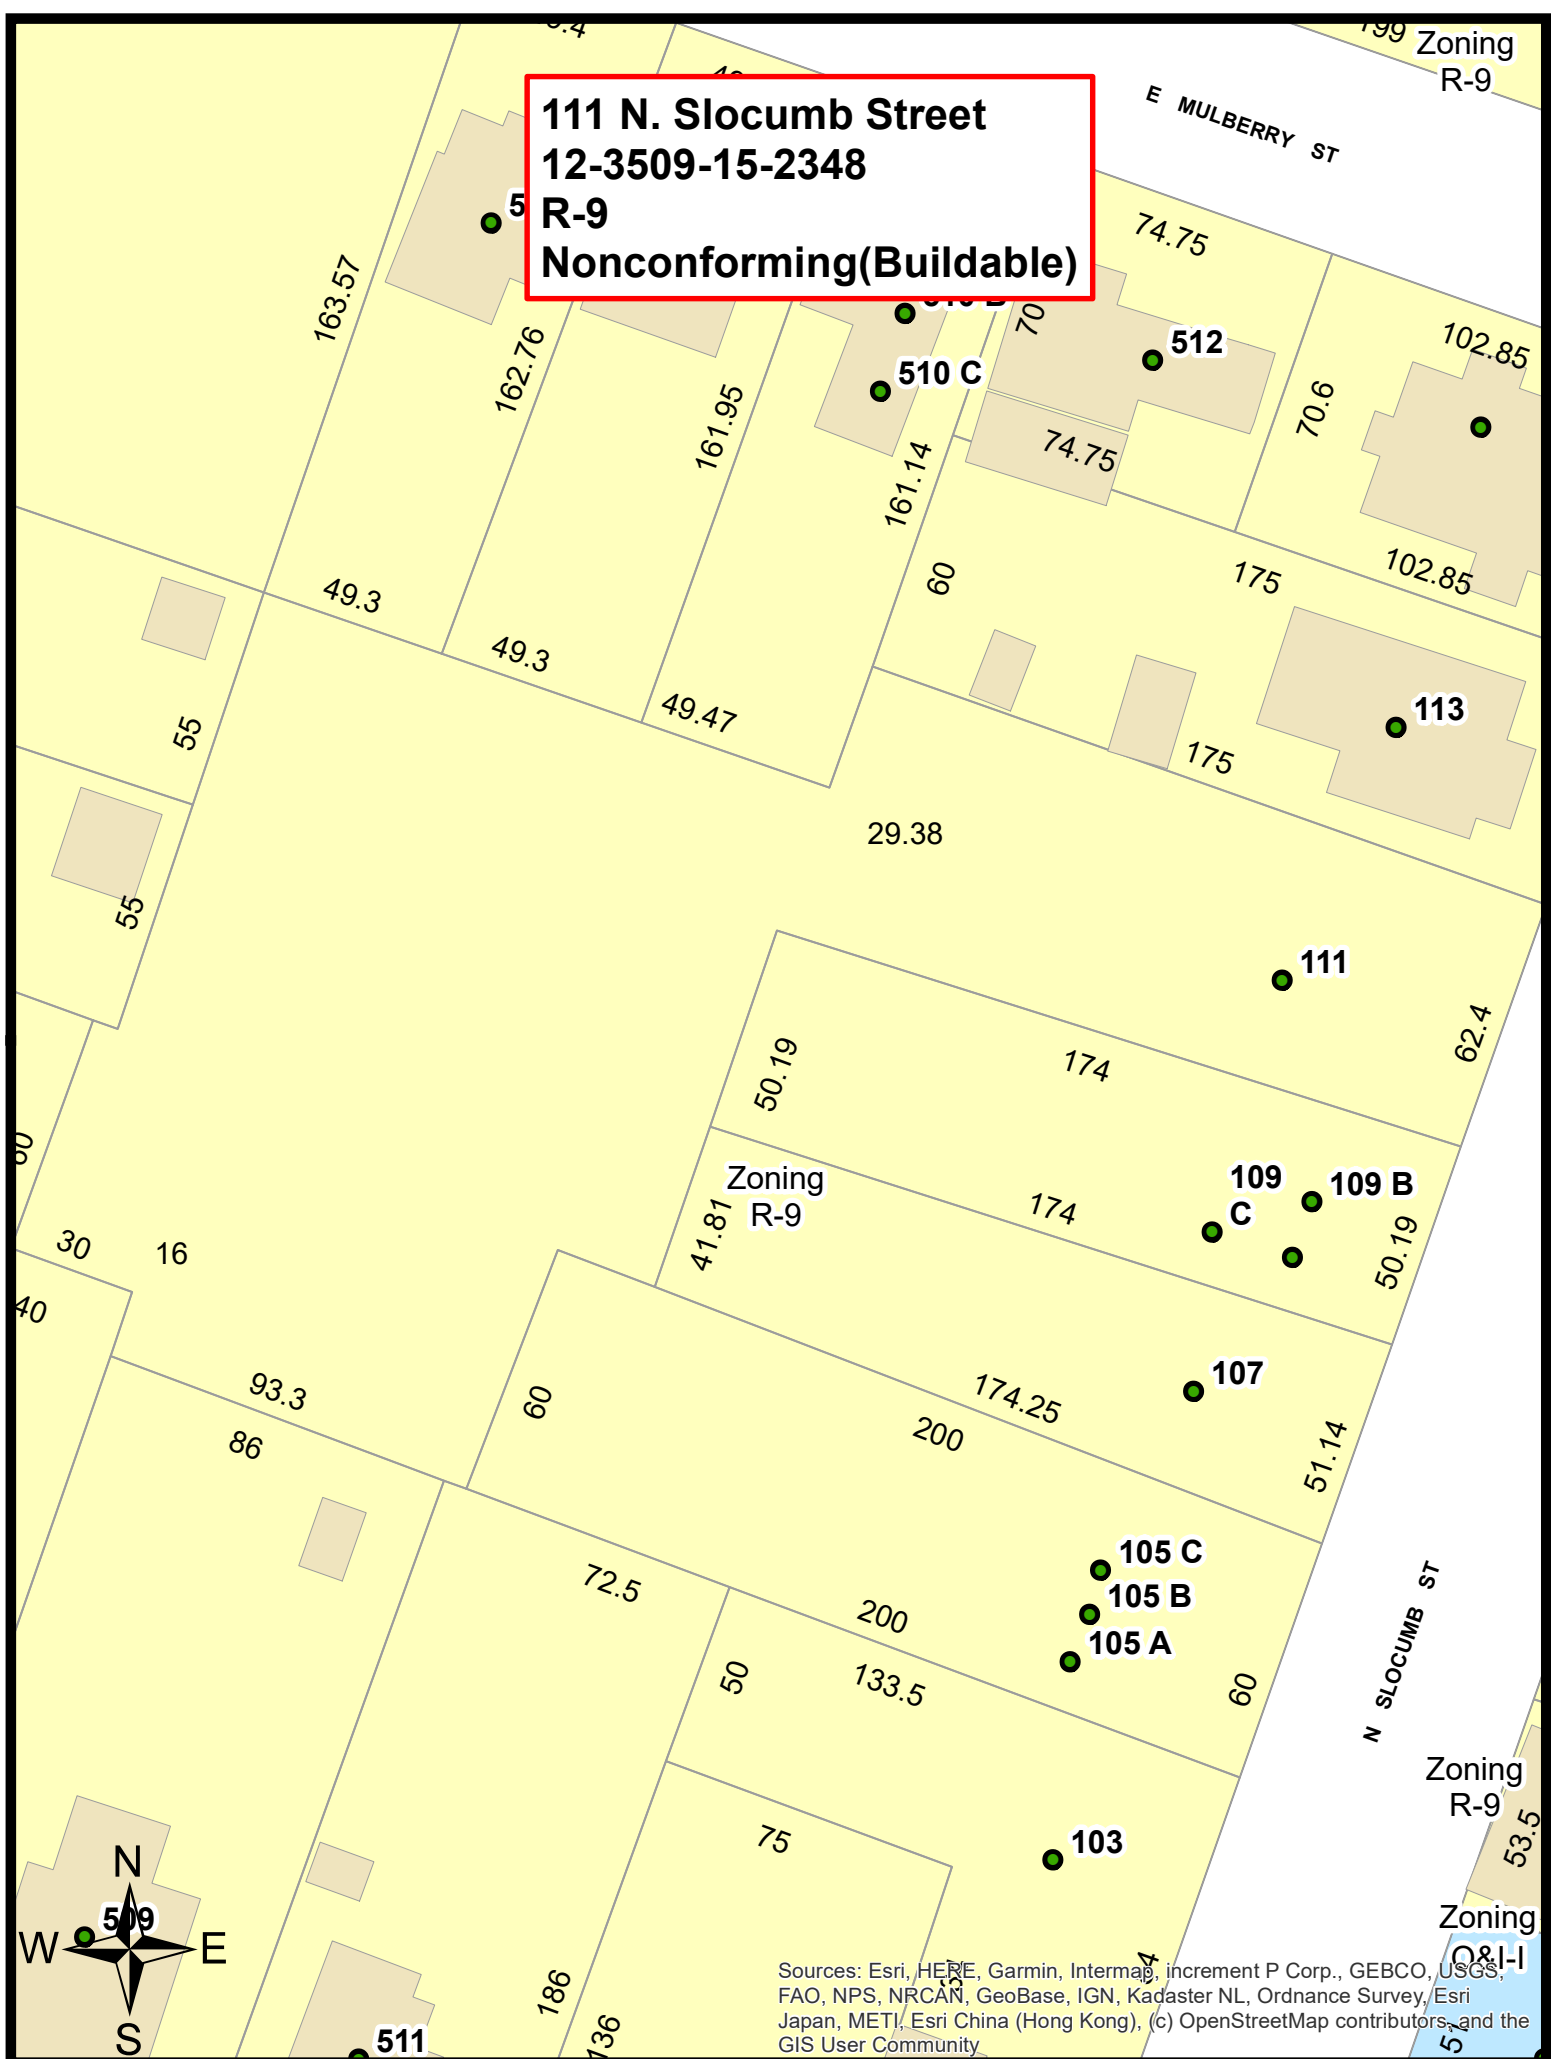 199
Zoning
R-9
E MULBERRY ST
111 N. Slocumb Street
12-3509-15-2348
R-9
Nonconforming(Buildable)
74.75
163.57
162.76
70
512
102.85
510 C
161.95
70.6
74.75
161.14
60
175
102.85
49.3
49.3
49.47
113
55
175
29.38
55
111
62.4
50.19
174
Zoning
R-9
109
C
109 B
174
41.81
50.19
30
16
40
107
93.3
86
60
174.25
200
51.14
105 C
105 B
105 A
72.5
200
50
133.5
60
N SLOCUMB ST
Zoning
R-9
53.5
75
103
N
509
W
E
S
Zoning
O&I-I
186
136
511
51
Sources: Esri, HERE, Garmin, Intermap, increment P Corp., GEBCO, USGS,
FAO, NPS, NRCAN, GeoBase, IGN, Kadaster NL, Ordnance Survey, Esri
Japan, METI, Esri China (Hong Kong), (c) OpenStreetMap contributors, and the
GIS User Community